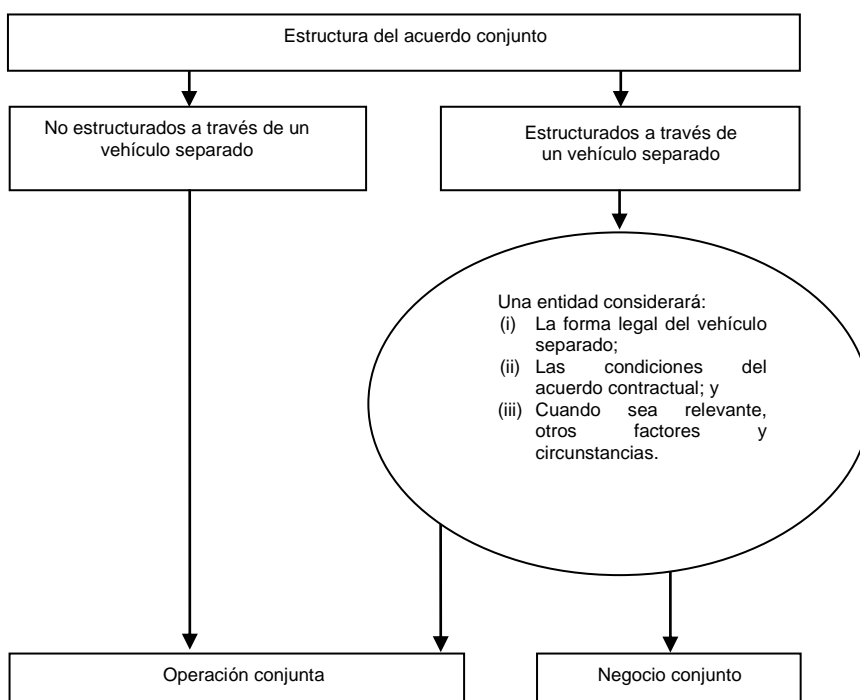 Estructura del acuerdo conjunto
No estructurados a través de un
vehículo separado
Estructurados a través de
un vehículo separado
Una entidad considerará:
(i) La forma legal del vehículo
separado;
(ii) Las condiciones del
acuerdo contractual; y
(iii) Cuando sea relevante,
otros factores y
circunstancias.
Operación conjunta
Negocio conjunto